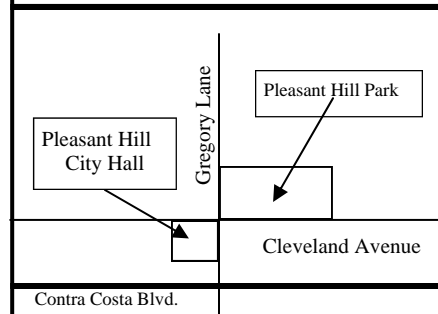 Pleasant Hill Park
Gregory Lane
Pleasant Hill
City Hall
Cleveland Avenue
Contra Costa Blvd.